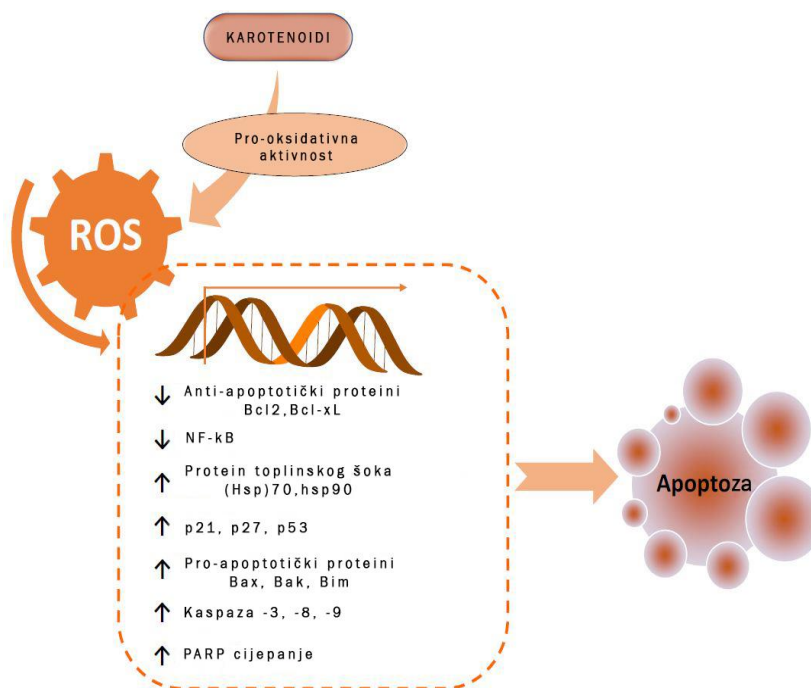 KAROTENOIDI
Pro-oksidativna
aktivnost
ROS
↓ Anti-apoptotički proteini
Bcl2,Bcl-xL
↓ NF-kB
↑ Protein toplinskog šoka
(Hsp)70,hsp90
↑ p21, p27, p53
↑ Pro-apoptotički proteini
Bax, Bak, Bim
↑ Kaspaza -3, -8, -9
↑ PARP cijepanje
Apoptoza